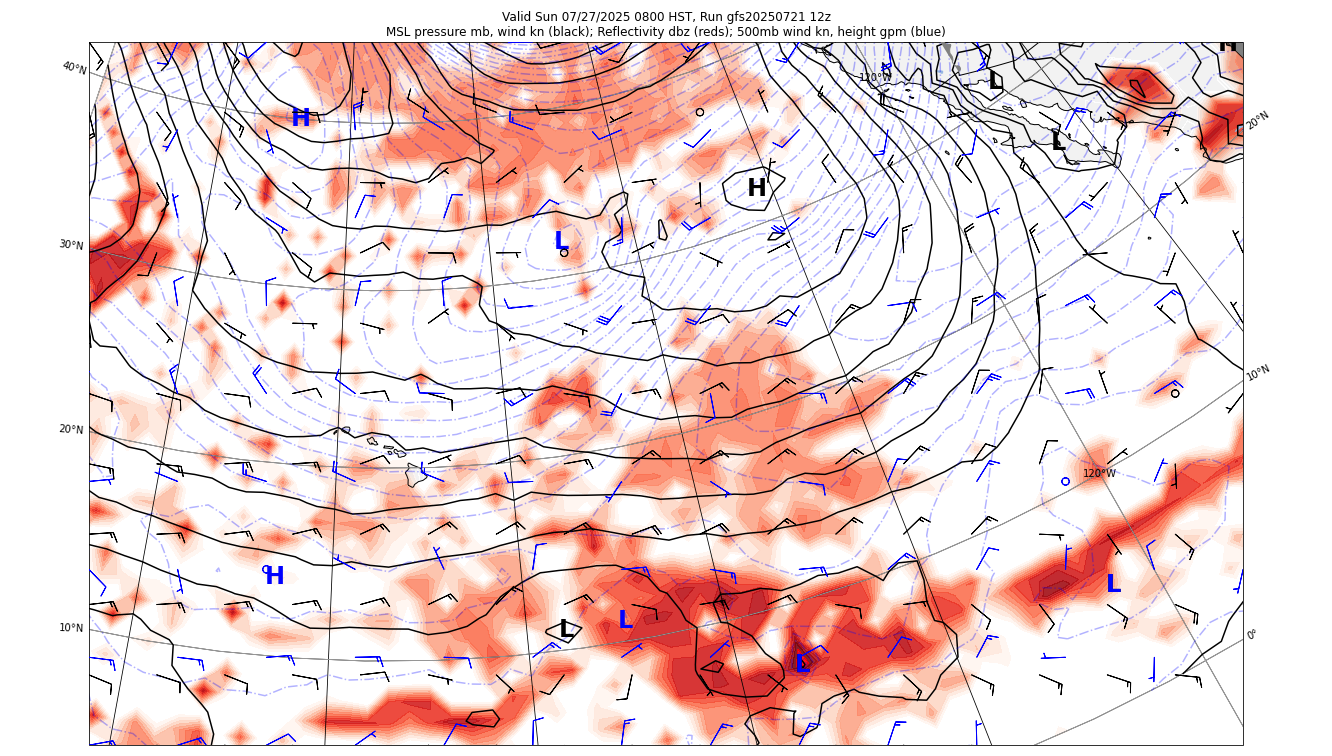 Valid Sun 07/27/2025 0800 HST, Run gfs20250721 12z
MSL pressure mb, wind kn (black); Reflectivity dbz (reds); 500mb wind kn, height gpm (blue)
H
40°N
120°W
L
H
20°N
L
H
L
30°N
10°N
20°N
120°W
H
L
L
L
10°N
L
0°
L